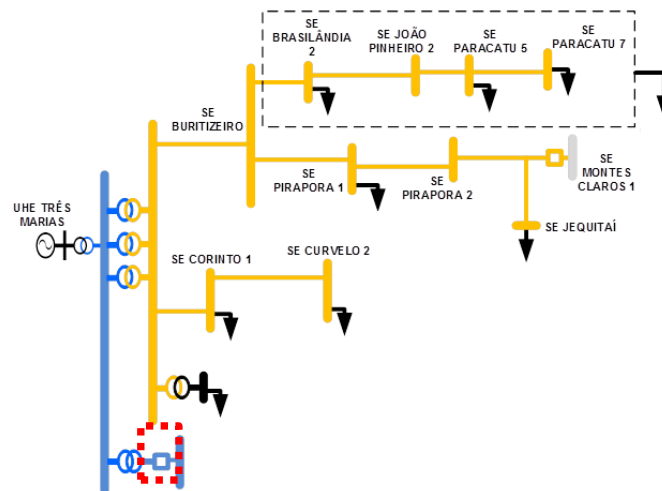 SE
BRASILÂNDIA
2
SE JOÃO
PINHEIRO 2
SE
PARACATU 5
SE
PARACATU 7
SE
BURITIZEIRO
SE
PIRAPORA 1
SE
PIRAPORA 2
SE
MONTES
CLAROS 1
SE JEQUITAÍ
UHE TRÊS
MARIAS
SE CORINTO 1
SE CURVELO 2